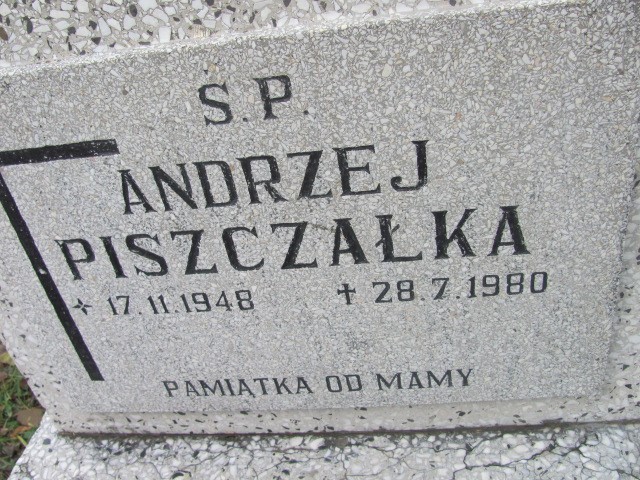 Ś.P.
ANDRZEJ
PISZCZAŁKA
+ 17.11.1948 ✝ 28.7.1980
PAMIĄTKA OD MAMY